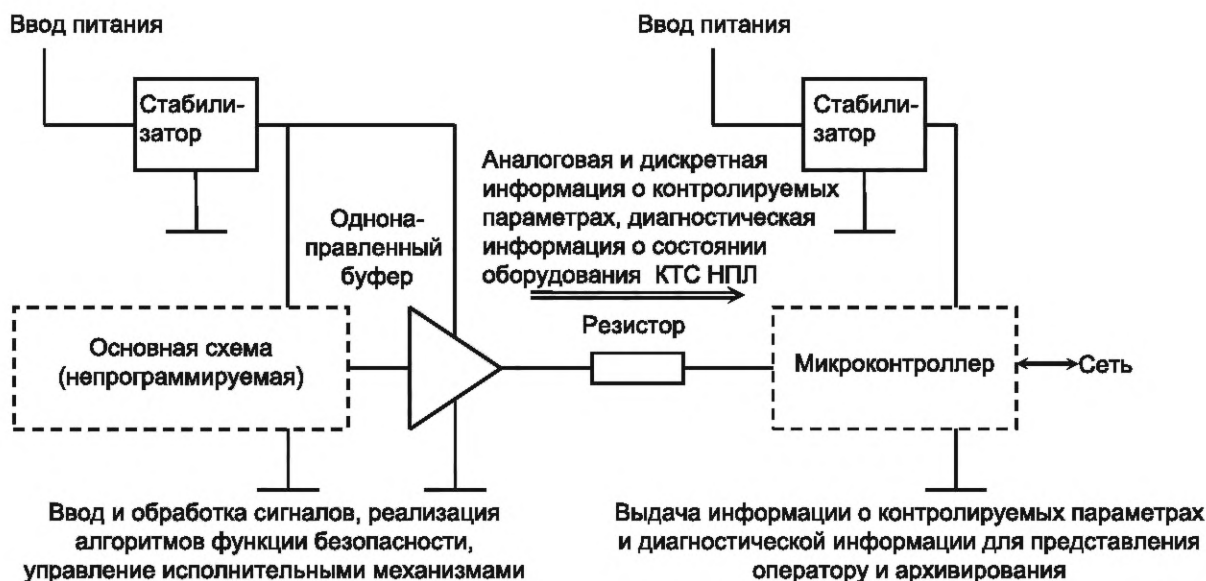 Ввод питания
Стабили-
затор
Ввод питания
Стабили-
затор
Аналоговая и дискретная
информация о контролируемых
параметрах, диагностическая
информация о состоянии
оборудования КТС НПЛ
Однона-
правленный
буфер
Резистор
Основная схема
(непрограммируемая)
Микроконтроллер
Сеть
Ввод и обработка сигналов, реализация
алгоритмов функции безопасности,
управление исполнительными механизмами
Выдача информации о контролируемых параметрах
и диагностической информации для представления
оператору и архивирования